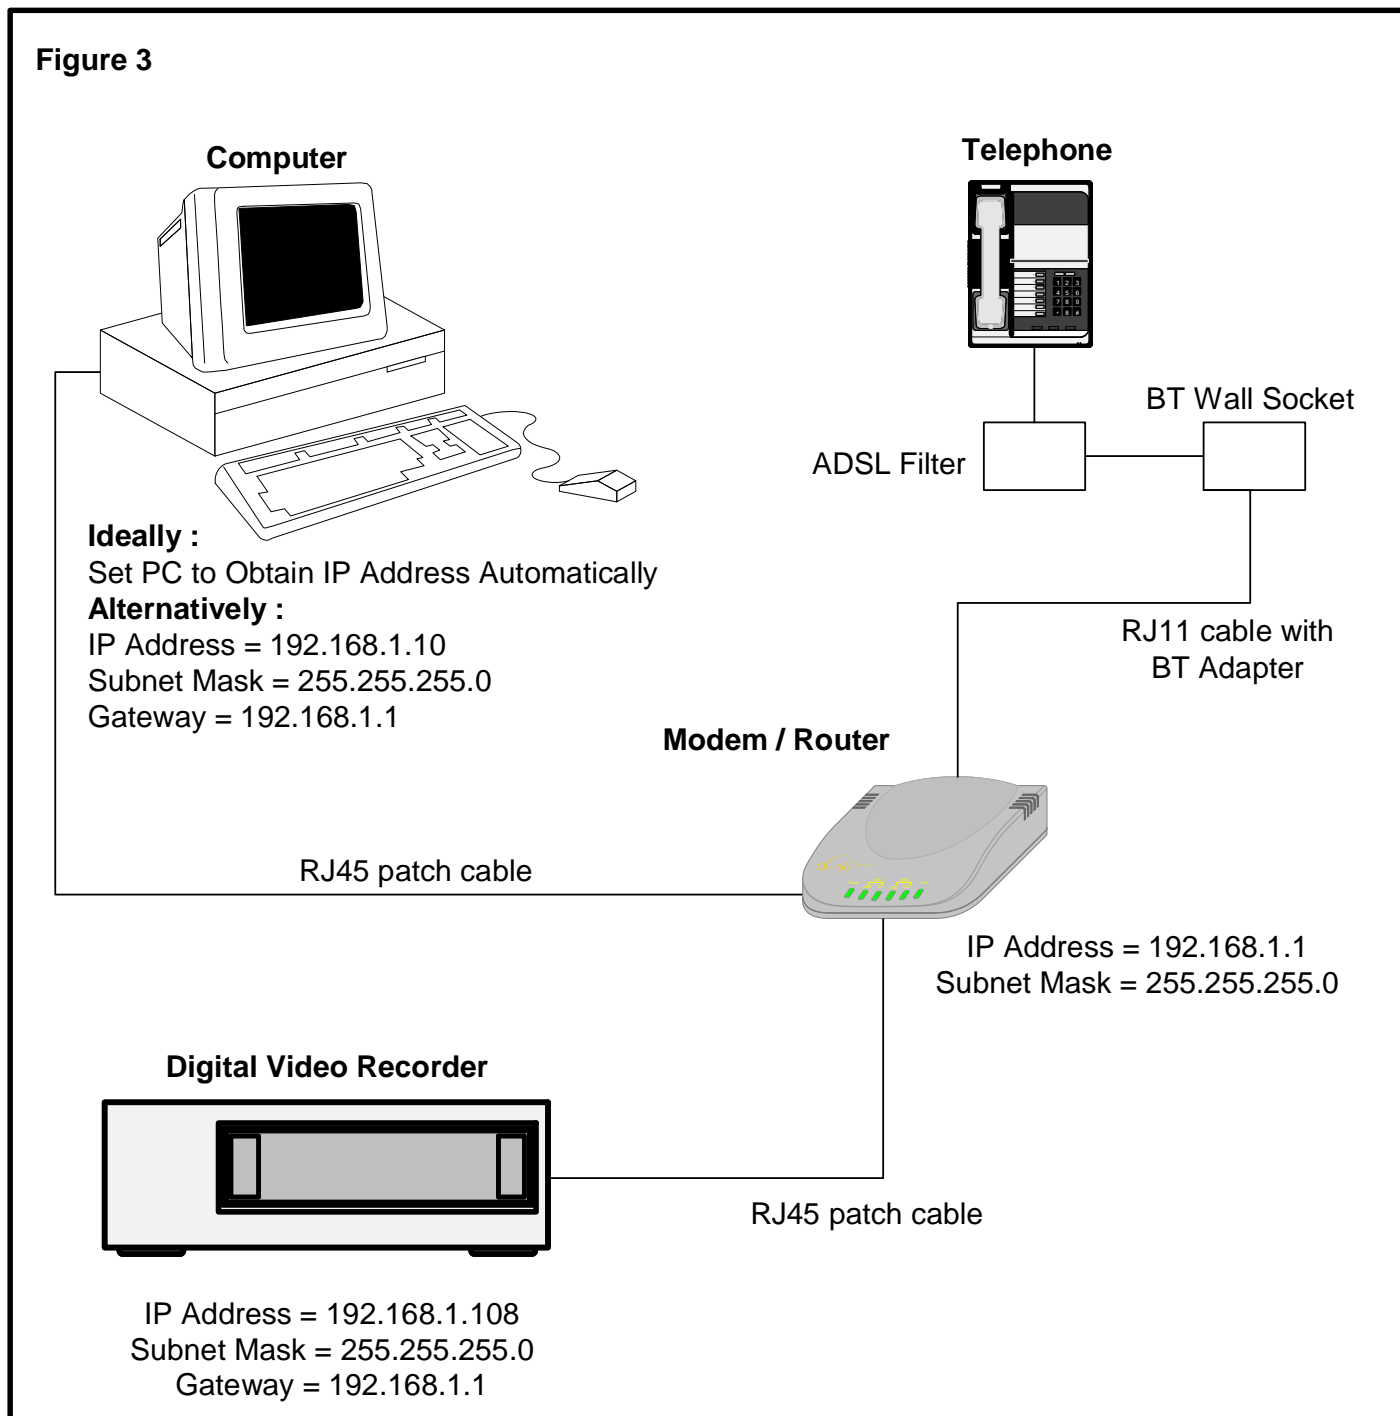 Figure 3
Computer
Telephone
BT Wall Socket
ADSL Filter
Ideally :
Set PC to Obtain IP Address Automatically
Alternatively :
IP Address = 192.168.1.10
Subnet Mask = 255.255.255.0
Gateway = 192.168.1.1
RJ11 cable with
BT Adapter
Modem / Router
RJ45 patch cable
IP Address = 192.168.1.1
Subnet Mask = 255.255.255.0
Digital Video Recorder
RJ45 patch cable
IP Address = 192.168.1.108
Subnet Mask = 255.255.255.0
Gateway = 192.168.1.1